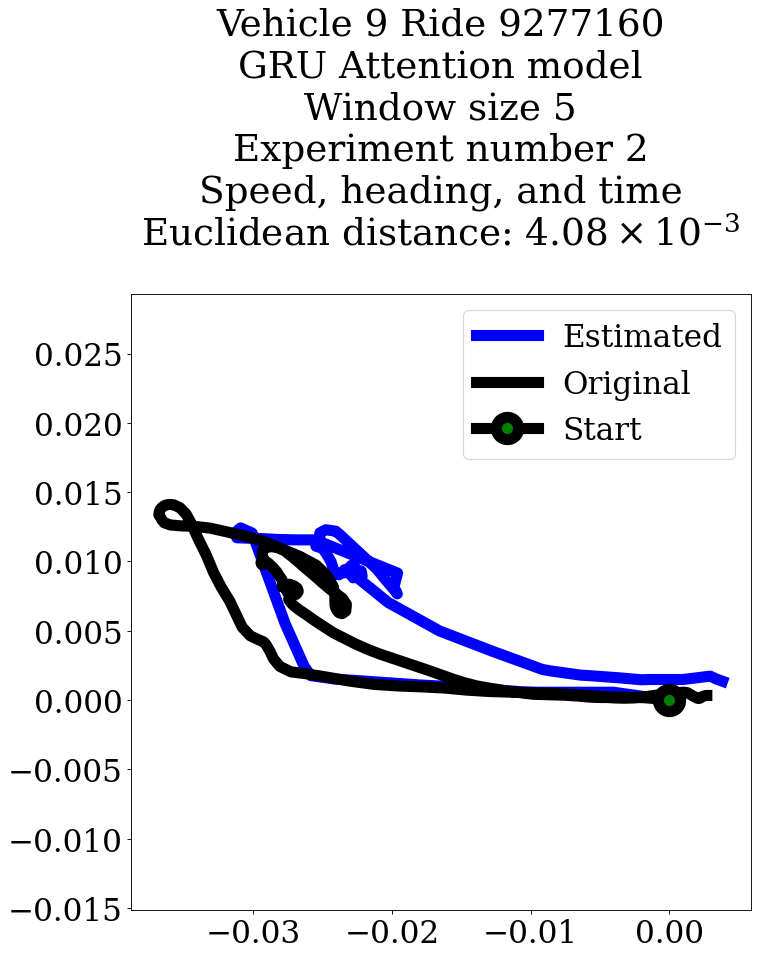 Vehicle 9 Ride 9277160
GRU Attention model
Window size 5
Experiment number 2
Speed, heading, and time
Euclidean distance: 4.08 × 10⁻³
Estimated
Original
Start
0.025
0.020
0.015
0.010
0.005
0.000
−0.005
−0.010
−0.015
−0.03 −0.02 −0.01 0.00